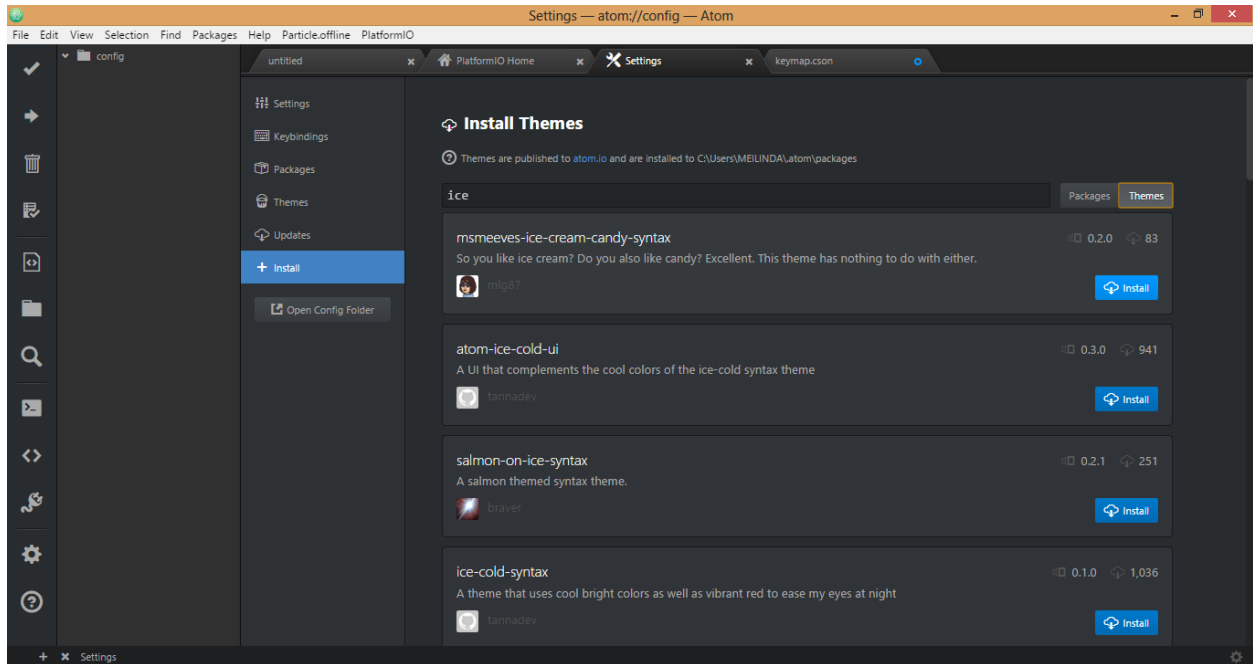 Settings — atom://config — Atom
File Edit View Selection Find Packages Help Particle.offline PlatformIO
config
untitled
PlatformIO Home
Settings
keymap.cson
Settings
Keybindings
Packages
Themes
Updates
Install
Open Config Folder
Install Themes
Themes are published to atom.io and are installed to C:\Users\MEILINDA\.atom\packages
ice
Packages Themes
msmeeves-ice-cream-candy-syntax
0.2.0 83
So you like ice cream? Do you also like candy? Excellent. This theme has nothing to do with either.
mlg87
Install
atom-ice-cold-ui
0.3.0 941
A UI that complements the cool colors of the ice-cold syntax theme
tannadev
Install
salmon-on-ice-syntax
0.2.1 251
A salmon themed syntax theme.
braver
Install
ice-cold-syntax
0.1.0 1,036
A theme that uses cool bright colors as well as vibrant red to ease my eyes at night
tannadev
Install
Settings